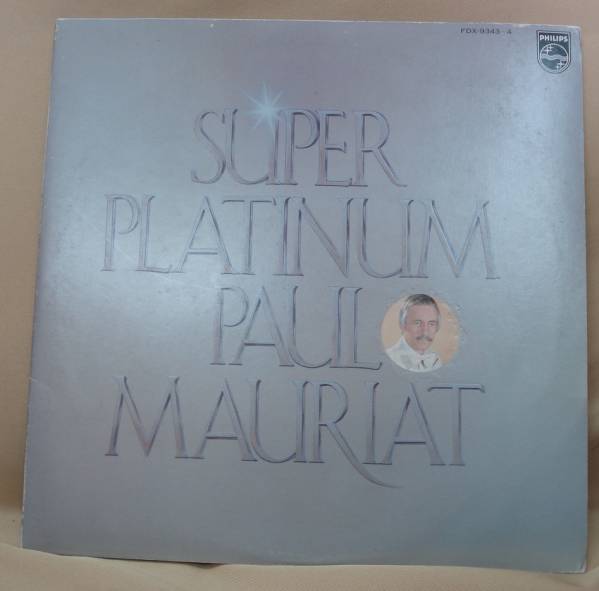 FDX-9343~4
PHILIPS
SUPER
PLATINUM
PAUL
MAURIAT